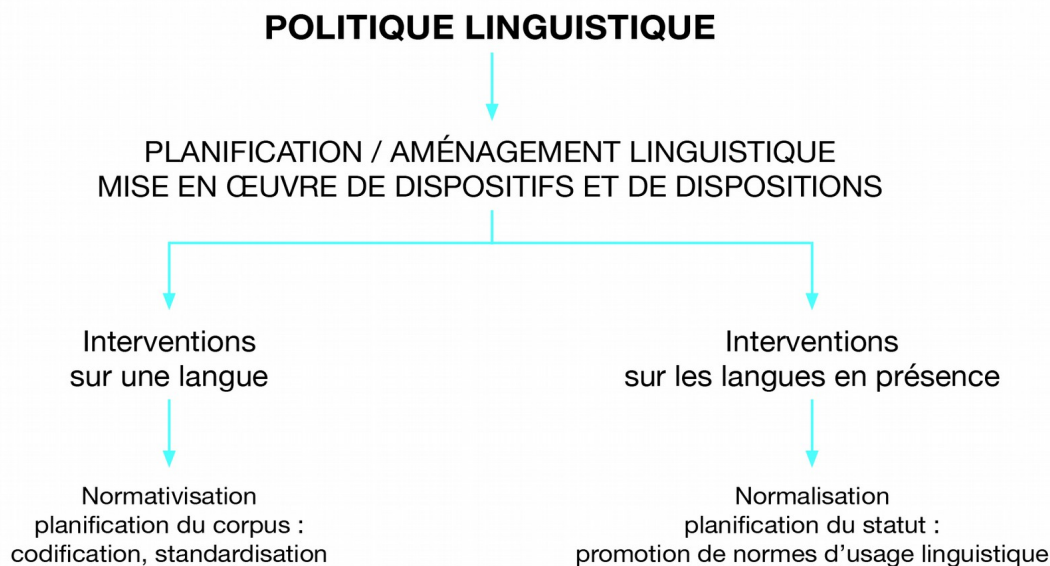 POLITIQUE LINGUISTIQUE
PLANIFICATION / AMÉNAGEMENT LINGUISTIQUE
MISE EN ŒUVRE DE DISPOSITIFS ET DE DISPOSITIONS
Interventions
sur une langue
Interventions
sur les langues en présence
Normativisation
planification du corpus :
codification, standardisation
Normalisation
planification du statut :
promotion de normes d’usage linguistique